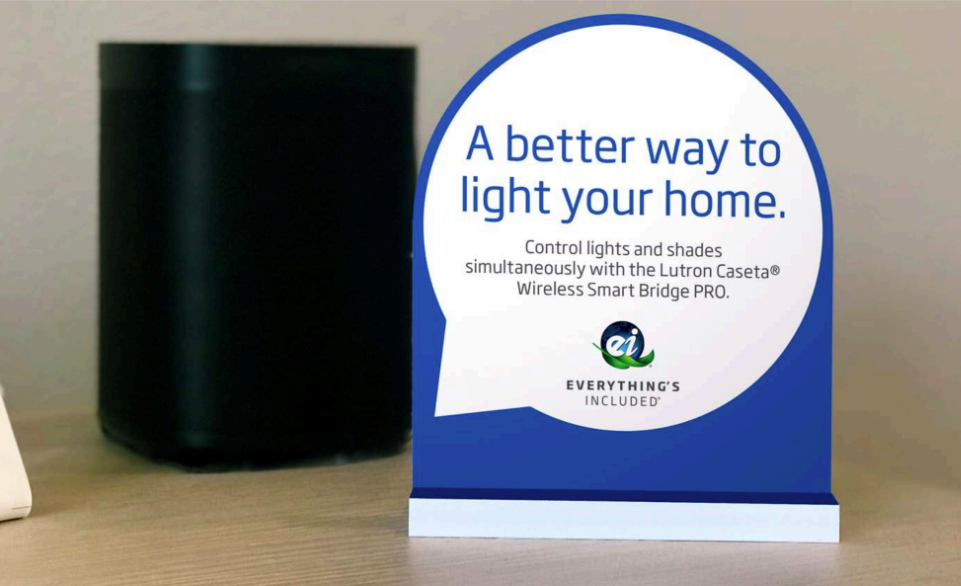 A better way to
light your home.
Control lights and shades
simultaneously with the Lutron Caseta®
Wireless Smart Bridge PRO.
ei
EVERYTHING'S
INCLUDED®